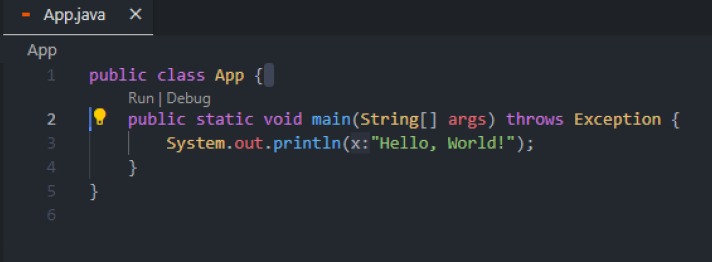 App.java ×
App
1 public class App {
Run | Debug
2 public static void main(String[] args) throws Exception {
3 System.out.println(x:"Hello, World!");
4 }
5 }
6